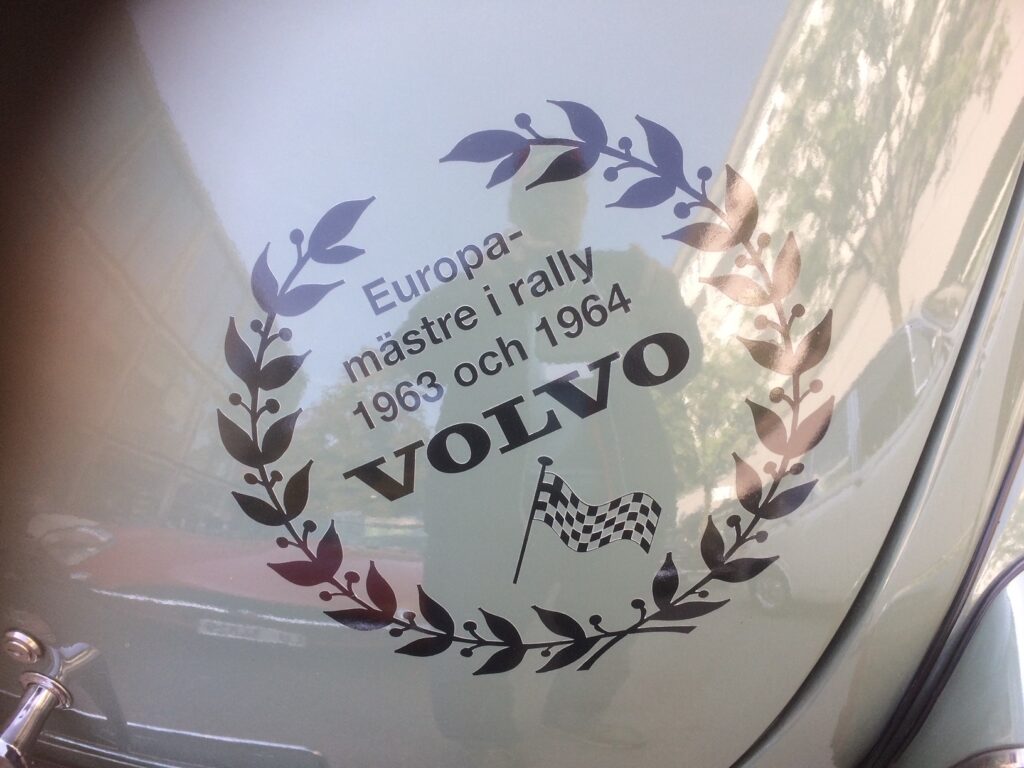 Europa-
mästre i rally
1963 och 1964
VOLVO